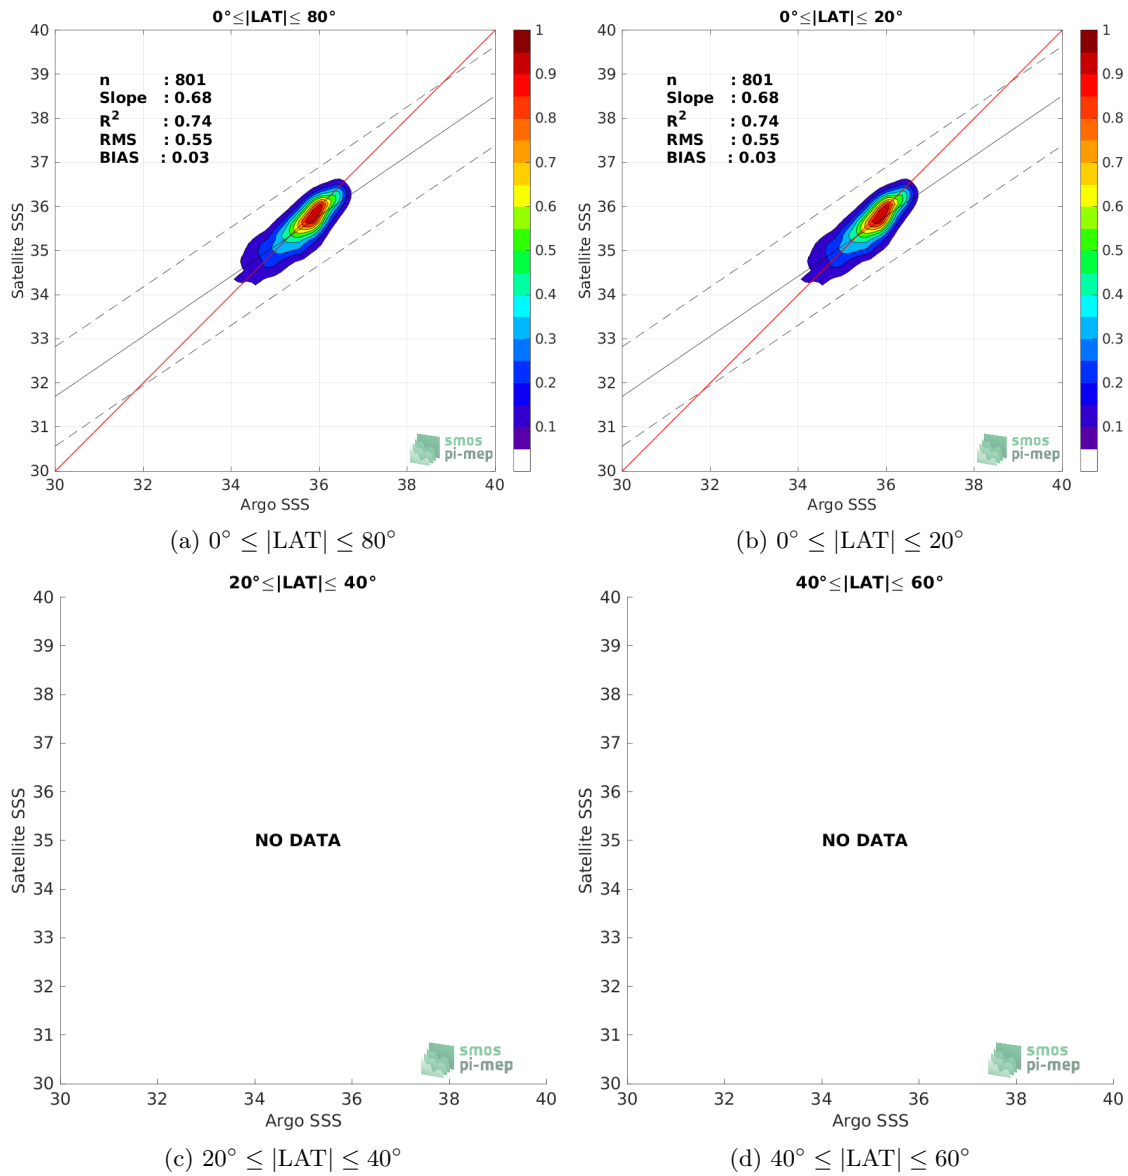 0°≤|LAT|≤ 80°
40
39
38
37
36
35
34
33
32
31
30
Satellite SSS
n : 801
Slope : 0.68
R² : 0.74
RMS : 0.55
BIAS : 0.03
1
0.9
0.8
0.7
0.6
0.5
0.4
0.3
0.2
0.1
smos
pi-mep
30 32 34 36 38 40
Argo SSS
(a) 0° ≤ |LAT| ≤ 80°
0°≤|LAT|≤ 20°
40
39
38
37
36
35
34
33
32
31
30
Satellite SSS
n : 801
Slope : 0.68
R² : 0.74
RMS : 0.55
BIAS : 0.03
1
0.9
0.8
0.7
0.6
0.5
0.4
0.3
0.2
0.1
smos
pi-mep
30 32 34 36 38 40
Argo SSS
(b) 0° ≤ |LAT| ≤ 20°
20°≤|LAT|≤ 40°
40
39
38
37
36
35
34
33
32
31
30
Satellite SSS
NO DATA
smos
pi-mep
30 32 34 36 38 40
Argo SSS
(c) 20° ≤ |LAT| ≤ 40°
40°≤|LAT|≤ 60°
40
39
38
37
36
35
34
33
32
31
30
Satellite SSS
NO DATA
smos
pi-mep
30 32 34 36 38 40
Argo SSS
(d) 40° ≤ |LAT| ≤ 60°